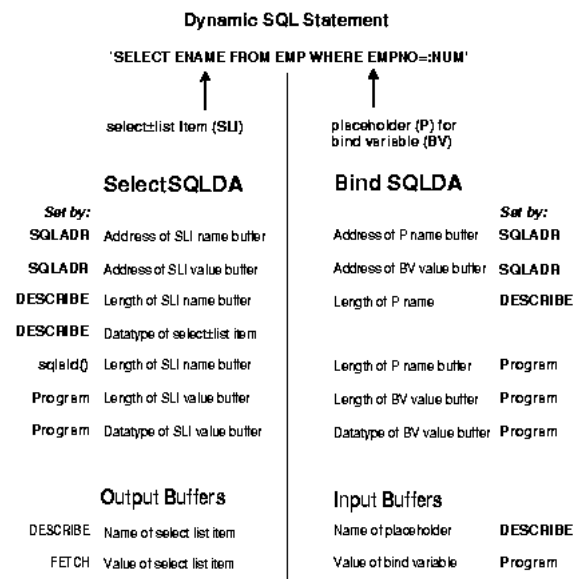 Dynamic SQL Statement
'SELECT ENAME FROM EMP WHERE EMPNO=:NUM'
select±list Item (SLI)
placeholder (P) for
bind variable (BV)
Select SQLDA
Set by:
SQLADR Address of SLI name buffer
SQLADR Address of SLI value buffer
DESCRIBE Length of SLI name buffer
DESCRIBE Datatype of select±list item
sqlald() Length of SLI name buffer
Program Length of SLI value buffer
Program Datatype of SLI value buffer
Output Buffers
DESCRIBE Name of select list item
FETCH Value of select list item
Bind SQLDA
Set by:
Address of P name buffer SQLADR
Address of BV value buffer SQLADR
Length of P name DESCRIBE
Length of P name buffer Program
Length of BV value buffer Program
Datatype of BV value buffer Program
Input Buffers
Name of placeholder DESCRIBE
Value of bind variable Program